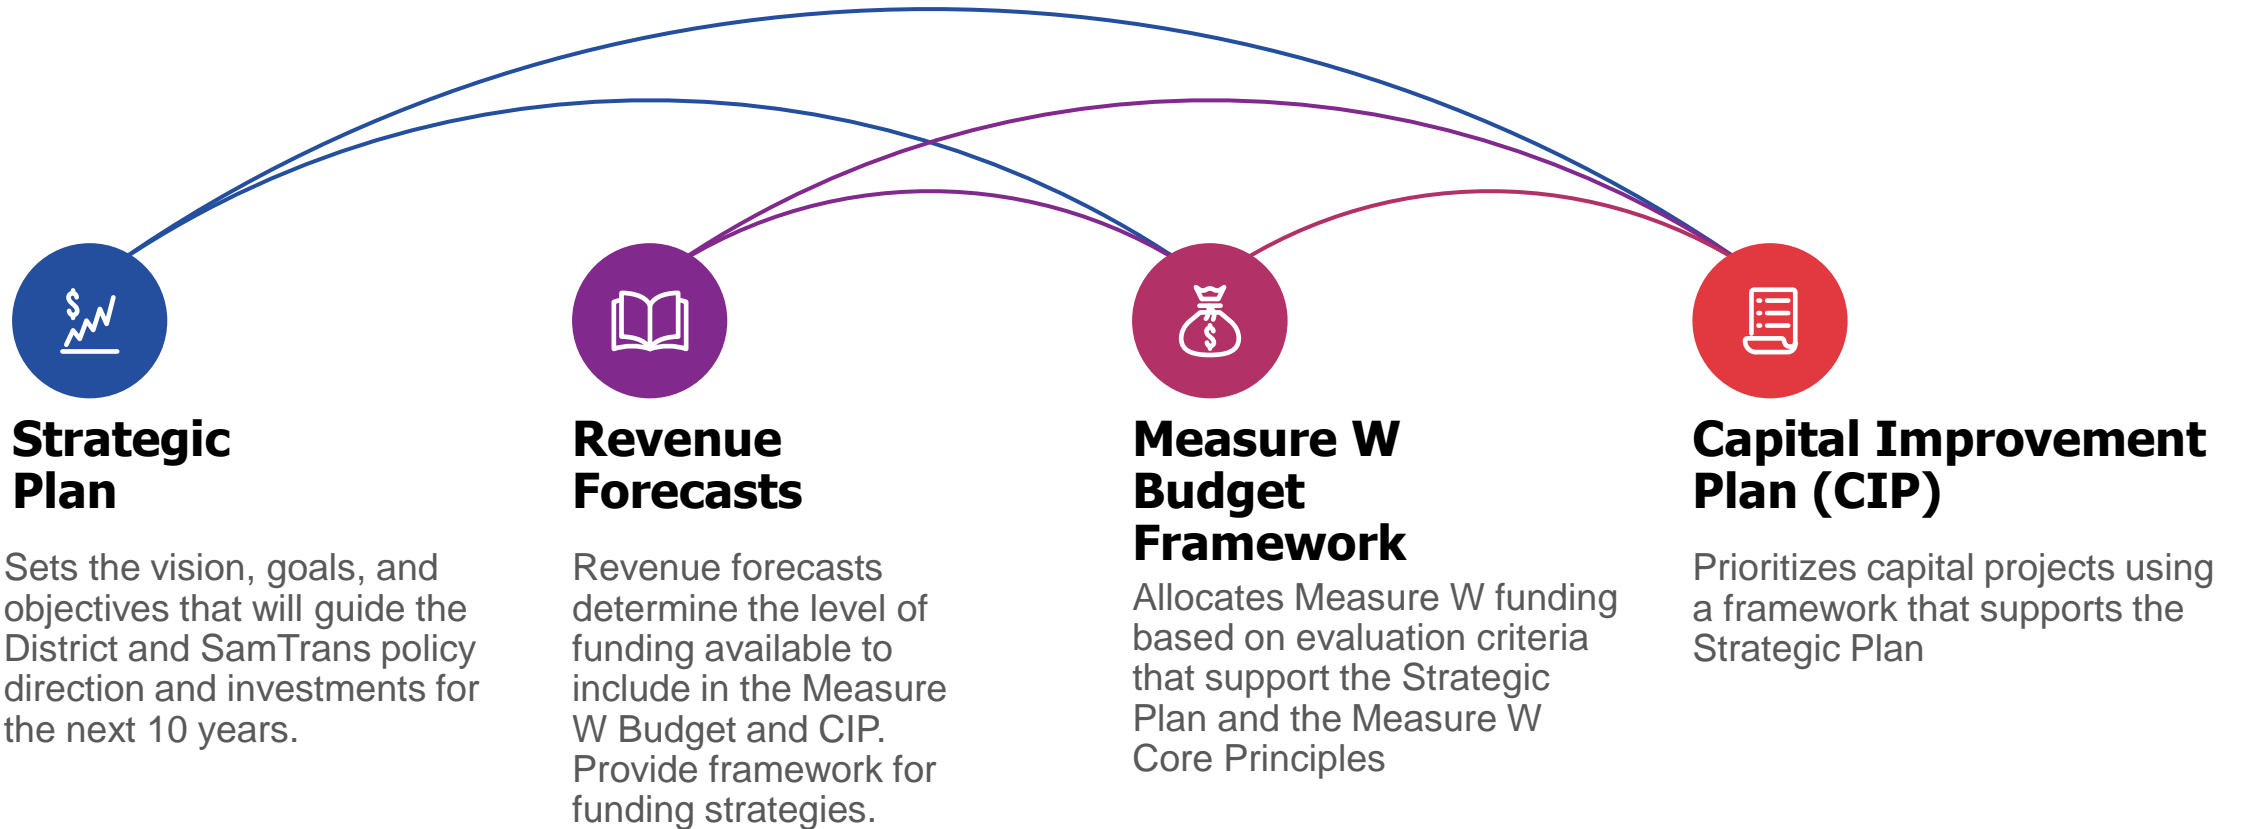 Strategic
Plan
Sets the vision, goals, and
objectives that will guide the
District and SamTrans policy
direction and investments for
the next 10 years.
Revenue
Forecasts
Revenue forecasts
determine the level of
funding available to
include in the Measure
W Budget and CIP.
Provide framework for
funding strategies.
Measure W
Budget
Framework
Allocates Measure W funding
based on evaluation criteria
that support the Strategic
Plan and the Measure W
Core Principles
Capital Improvement
Plan (CIP)
Prioritizes capital projects using
a framework that supports the
Strategic Plan